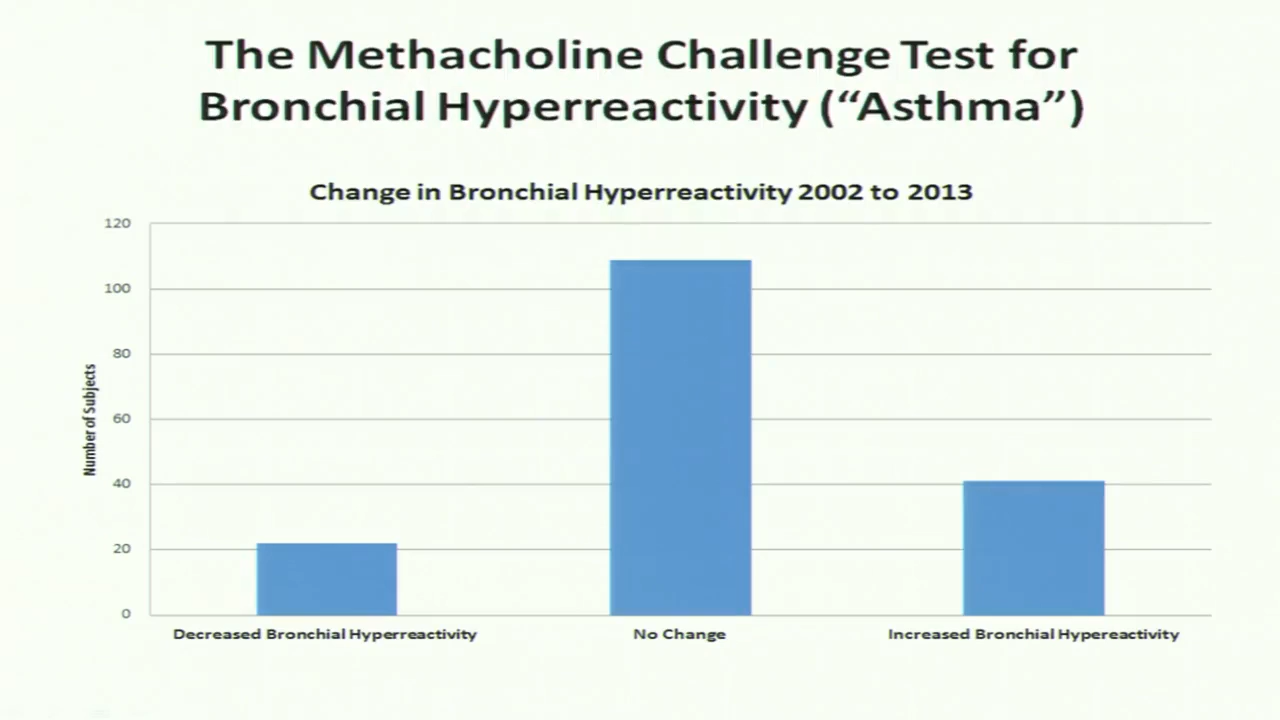 The Methacholine Challenge Test for
Bronchial Hyperreactivity (“Asthma”)
Change in Bronchial Hyperreactivity 2002 to 2013
120
100
80
60
40
20
0
Number of Subjects
Decreased Bronchial Hyperreactivity
No Change
Increased Bronchial Hypereactivity